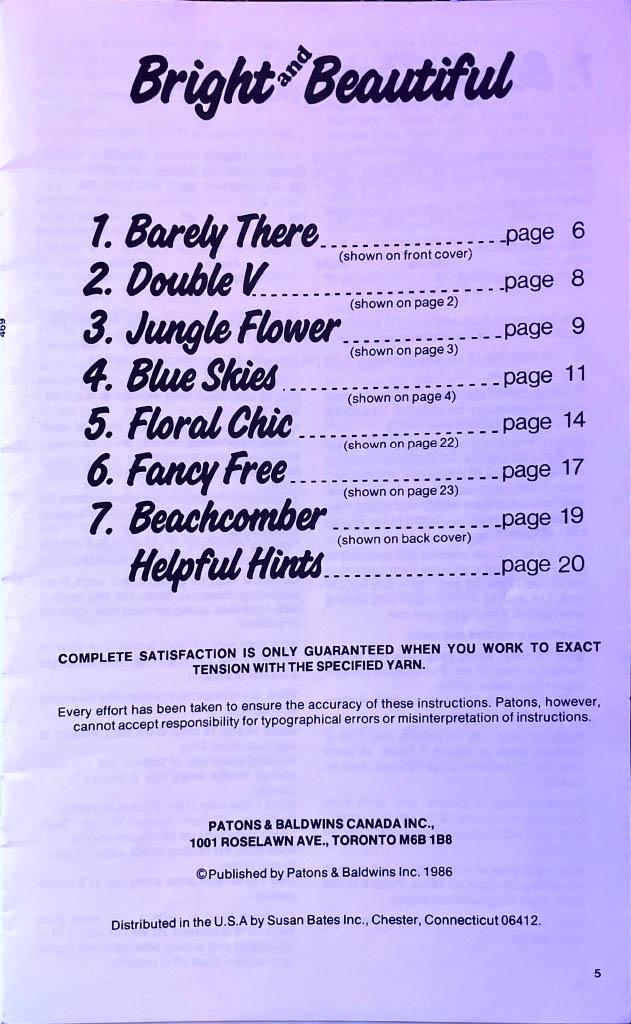 Bright and Beautiful
1. Barely There page 6
(shown on front cover)
2. Double V page 8
(shown on page 2)
3. Jungle Flower page 9
(shown on page 3)
4. Blue Skies page 11
(shown on page 4)
5. Floral Chic page 14
(shown on page 22)
6. Fancy Free page 17
(shown on page 23)
7. Beachcomber page 19
(shown on back cover)
Helpful Hints page 20
469
COMPLETE SATISFACTION IS ONLY GUARANTEED WHEN YOU WORK TO EXACT
TENSION WITH THE SPECIFIED YARN.
Every effort has been taken to ensure the accuracy of these instructions. Patons, however,
cannot accept responsibility for typographical errors or misinterpretation of instructions.
PATONS & BALDWINS CANADA INC.,
1001 ROSELAWN AVE., TORONTO M6B 1B8
©Published by Patons & Baldwins Inc. 1986
Distributed in the U.S.A by Susan Bates Inc., Chester, Connecticut 06412.
5